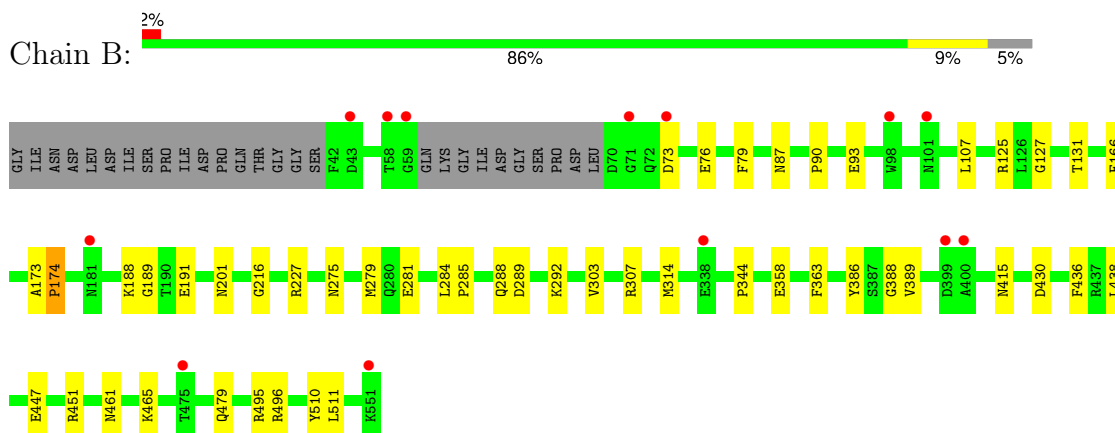 2%
Chain B:
86% 9% 5%
GLY ILE ASN ASP LEU ASP ASP ILE SER PRO ILE ASP PRO GLN THR GLY GLY SER F42 D43 T58 G59 GLN LYS GLY ILE ASP GLY SER PRO ASP LEU D70 G71 Q72 D73 E76 F79 N87 P90 E93 W98 N101 L107 R125 L126 G127 T131
A173 P174 N181 K188 G189 T190 E191 N201 G216 R227 N275 M279 Q280 E281 L284 P285 Q288 D289 K292 V303 R307 M314 E338 P344 E358 F363 Y386 S387 G388 V389 D399 A400 N415 D430 F436 R437 L438
E447 R451 N461 K465 T475 Q479 R495 R496 Y510 L511 K551